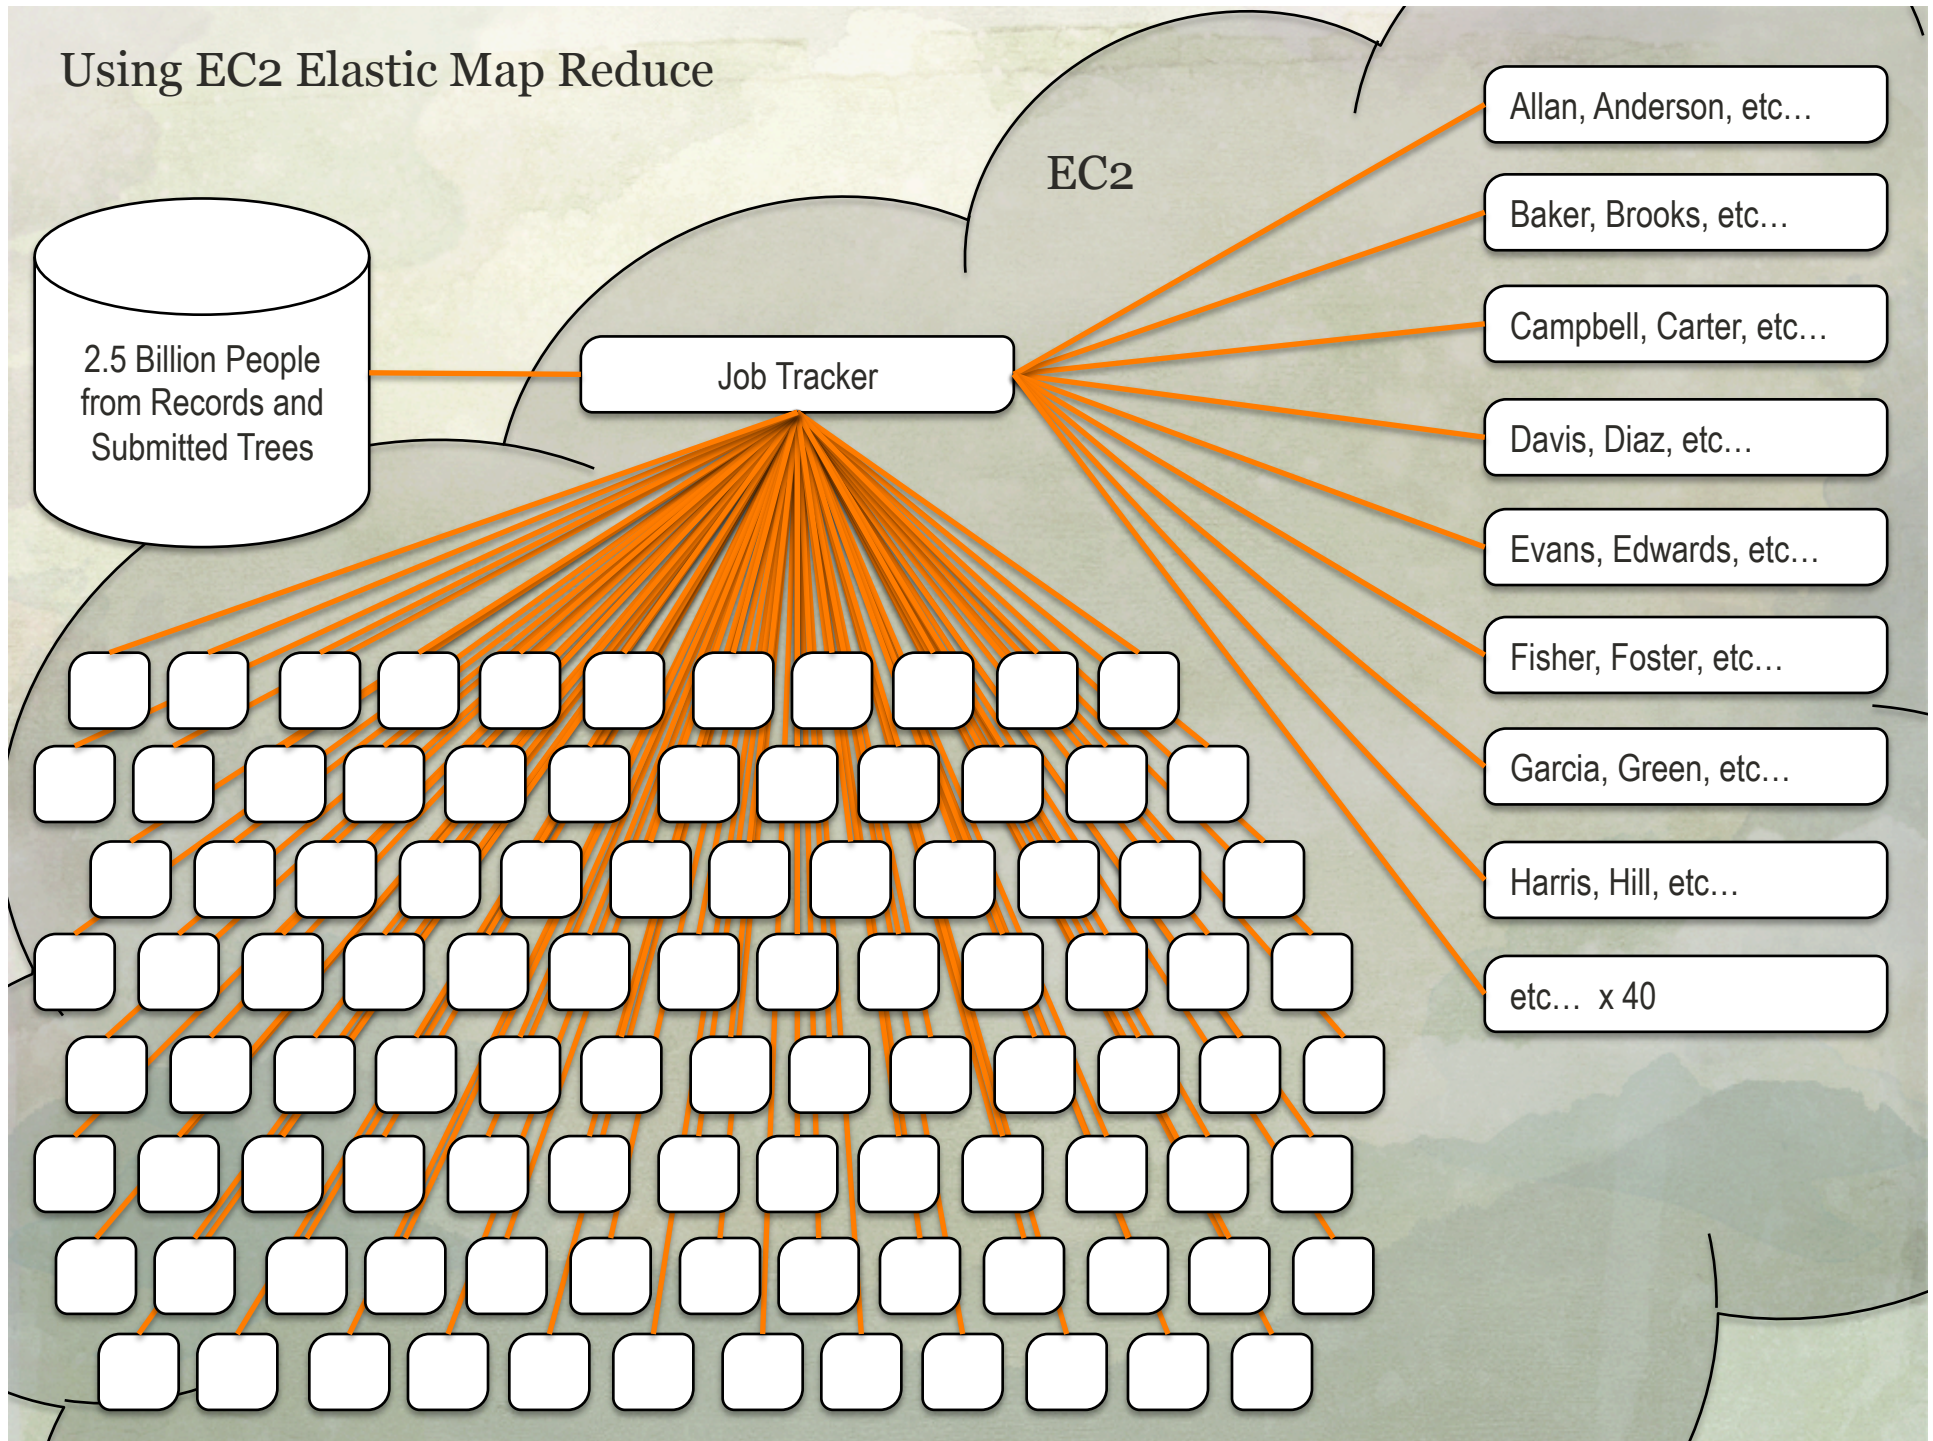 Using EC2 Elastic Map Reduce
EC2
2.5 Billion People
from Records and
Submitted Trees
Job Tracker
Allan, Anderson, etc…
Baker, Brooks, etc…
Campbell, Carter, etc…
Davis, Diaz, etc…
Evans, Edwards, etc…
Fisher, Foster, etc…
Garcia, Green, etc…
Harris, Hill, etc…
etc… x 40